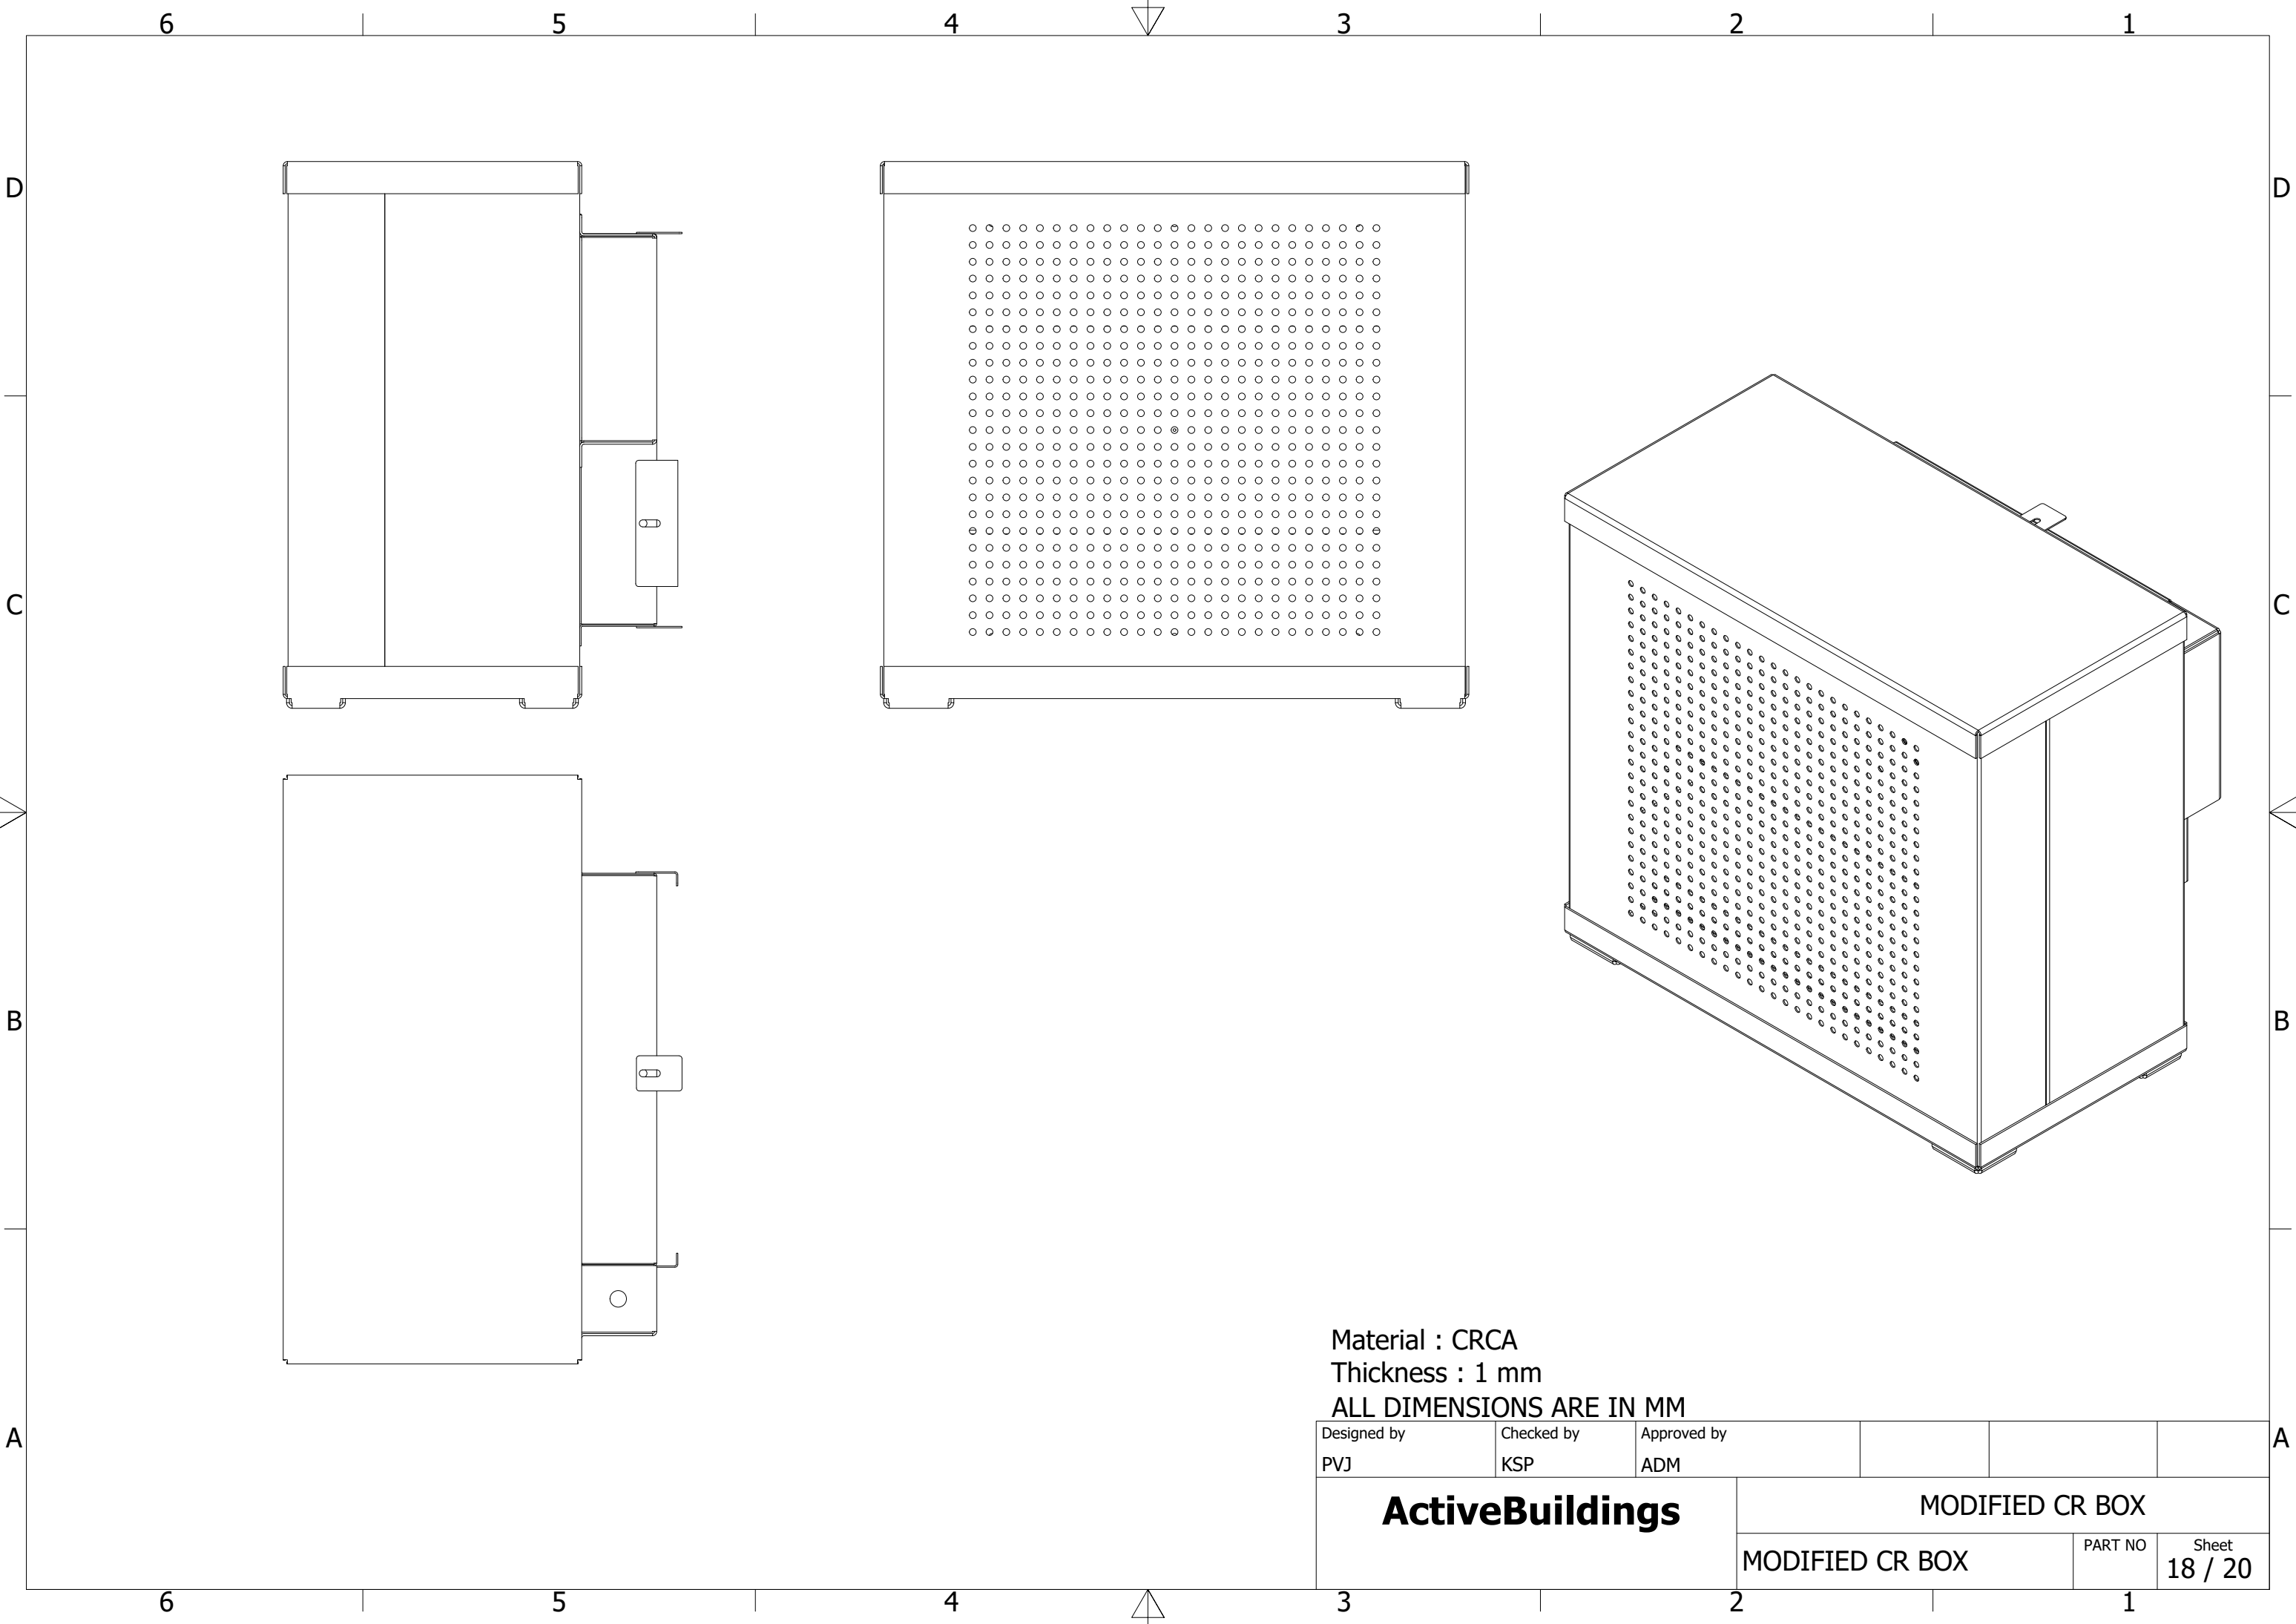 6 5 4 3 2 1
D D
C C
B B
Material : CRCA
Thickness : 1 mm
ALL DIMENSIONS ARE IN MM
A A
Designed by Checked by Approved by
PVJ KSP ADM
ActiveBuildings MODIFIED CR BOX
MODIFIED CR BOX PART NO Sheet
18 / 20
6 5 4 3 2 1